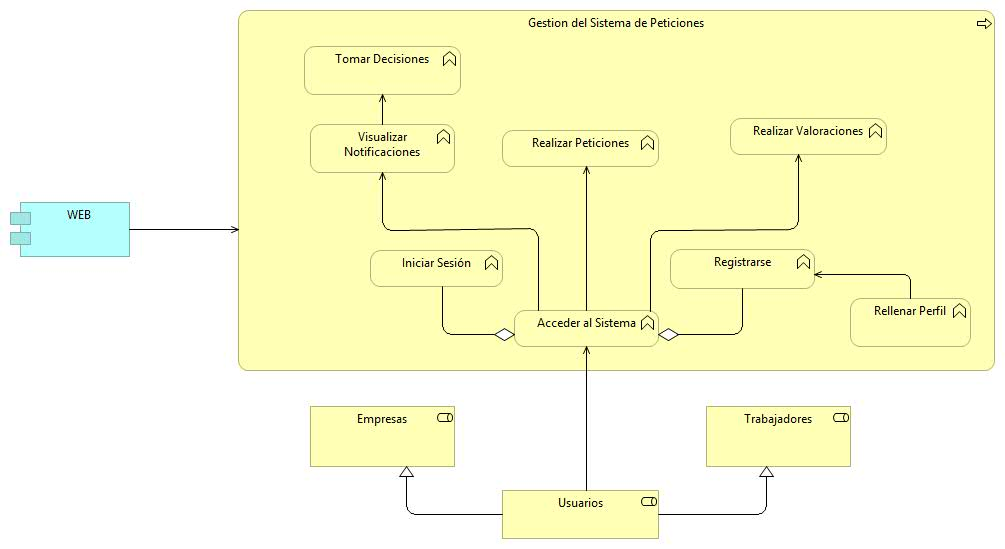 Gestion del Sistema de Peticiones
Tomar Decisiones
Visualizar
Notificaciones
Realizar Peticiones
Realizar Valoraciones
WEB
Iniciar Sesión
Registrarse
Acceder al Sistema
Rellenar Perfil
Empresas
Trabajadores
Usuarios